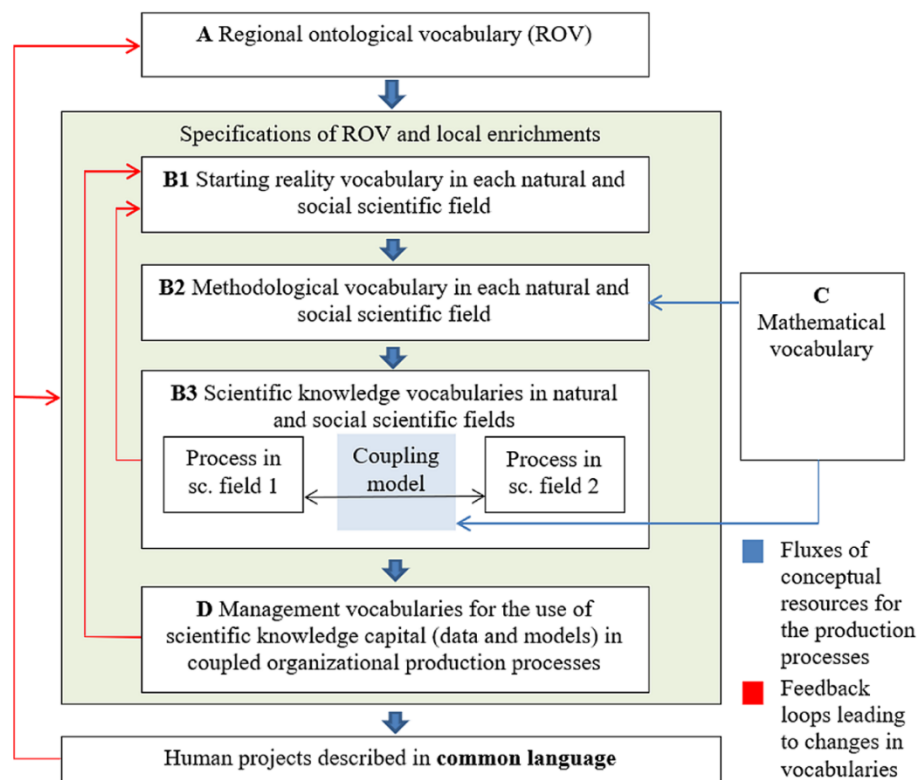 A Regional ontological vocabulary (ROV)
Specifications of ROV and local enrichments
B1 Starting reality vocabulary in each natural and
social scientific field
B2 Methodological vocabulary in each natural and
social scientific field
C
Mathematical
vocabulary
B3 Scientific knowledge vocabularies in natural
and social scientific fields
Process in
sc. field 1
Coupling
model
Process in
sc. field 2
D Management vocabularies for the use of
scientific knowledge capital (data and models) in
coupled organizational production processes
Fluxes of
conceptual
resources for
the production
processes
Feedback
loops leading
to changes in
vocabularies
Human projects described in common language